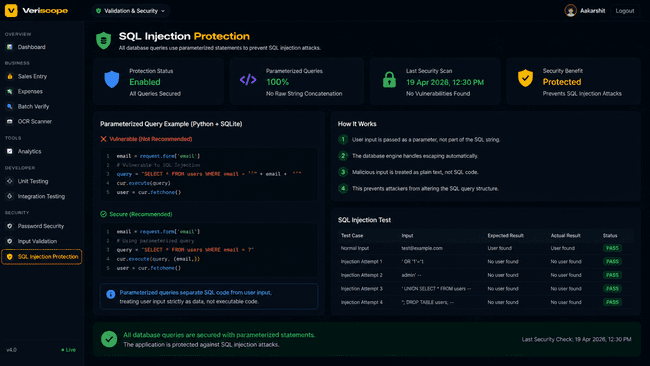 Veriscope
Validation & Security
Aakarshit
Logout
OVERVIEW
Dashboard
BUSINESS
Sales Entry
Expenses
Batch Verify
OCR Scanner
TOOLS
Analytics
DEVELOPER
Unit Testing
Integration Testing
SECURITY
Password Security
Input Validation
SQL Injection Protection
v4.0
Live
SQL Injection Protection
All database queries use parameterized statements to prevent SQL injection attacks.
Protection Status
Enabled
All Queries Secured
Parameterized Queries
100%
No Raw String Concatenation
Last Security Scan
19 Apr 2026, 12:30 PM
No Vulnerabilities Found
Security Benefit
Protected
Prevents SQL Injection Attacks
Parameterized Query Example (Python + SQLite)
Vulnerable (Not Recommended)
1 email = request.form['email']
2 # Vulnerable to SQL Injection
3 query = "SELECT * FROM users WHERE email = '" + email + "'"
4 cur.execute(query)
5 user = cur.fetchone()
Secure (Recommended)
1 email = request.form['email']
2 # Using parameterized query
3 query = "SELECT * FROM users WHERE email = ?"
4 cur.execute(query, (email,))
5 user = cur.fetchone()
Parameterized queries separate SQL code from user input,
treating user input strictly as data, not executable code.
How It Works
1 User input is passed as a parameter, not part of the SQL string.
2 The database engine handles escaping automatically.
3 Malicious input is treated as plain text, not SQL code.
4 This prevents attackers from altering the SQL query structure.
SQL Injection Test
Test Case Input Expected Result Actual Result Status
Normal Input test@example.com User found User found PASS
Injection Attempt 1 ' OR '1'='1 No user found No user found PASS
Injection Attempt 2 admin' -- No user found No user found PASS
Injection Attempt 3 ' UNION SELECT * FROM users -- No user found No user found PASS
Injection Attempt 4 '; DROP TABLE users; -- No user found No user found PASS
All database queries are secured with parameterized statements.
The application is protected against SQL injection attacks.
Last Security Check: 19 Apr 2026, 12:30 PM